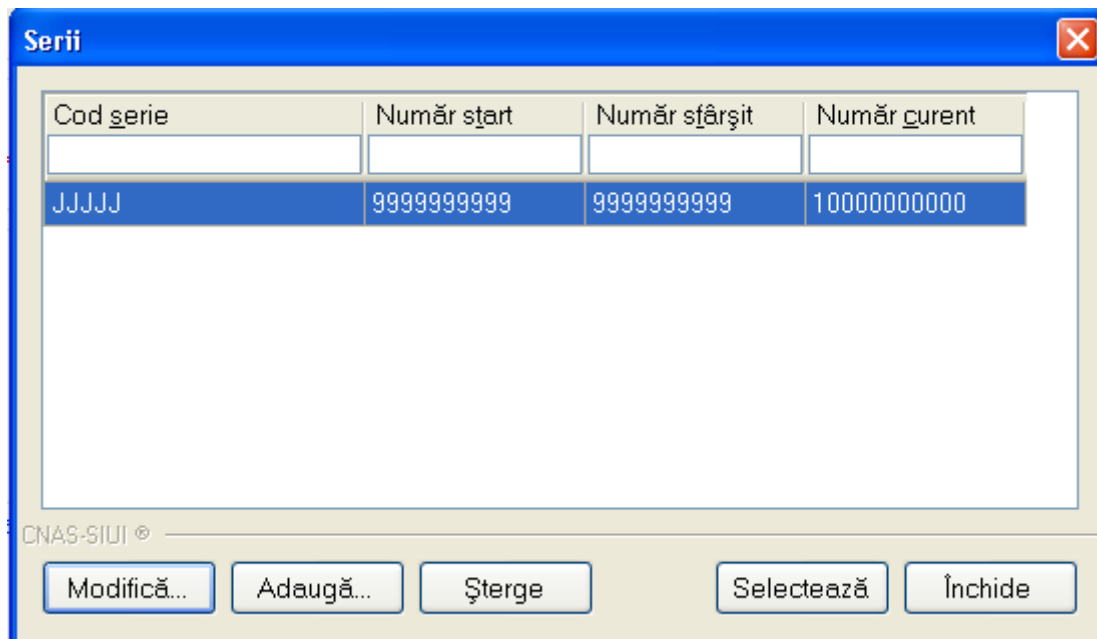 Serii
Cod serie Număr start Număr sfârşit Număr curent
JJJJJ 9999999999 9999999999 10000000000
CNAS-SIUI ®
Modifică... Adaugă... Şterge Selectează Închide